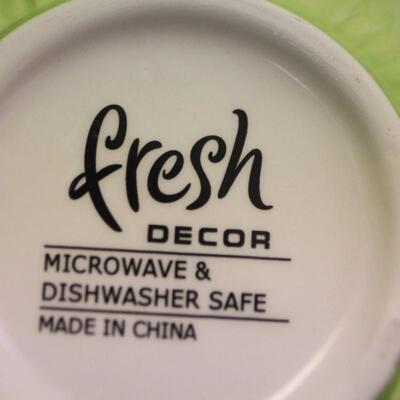 fresh
DECOR
MICROWAVE &
DISHWASHER SAFE
MADE IN CHINA